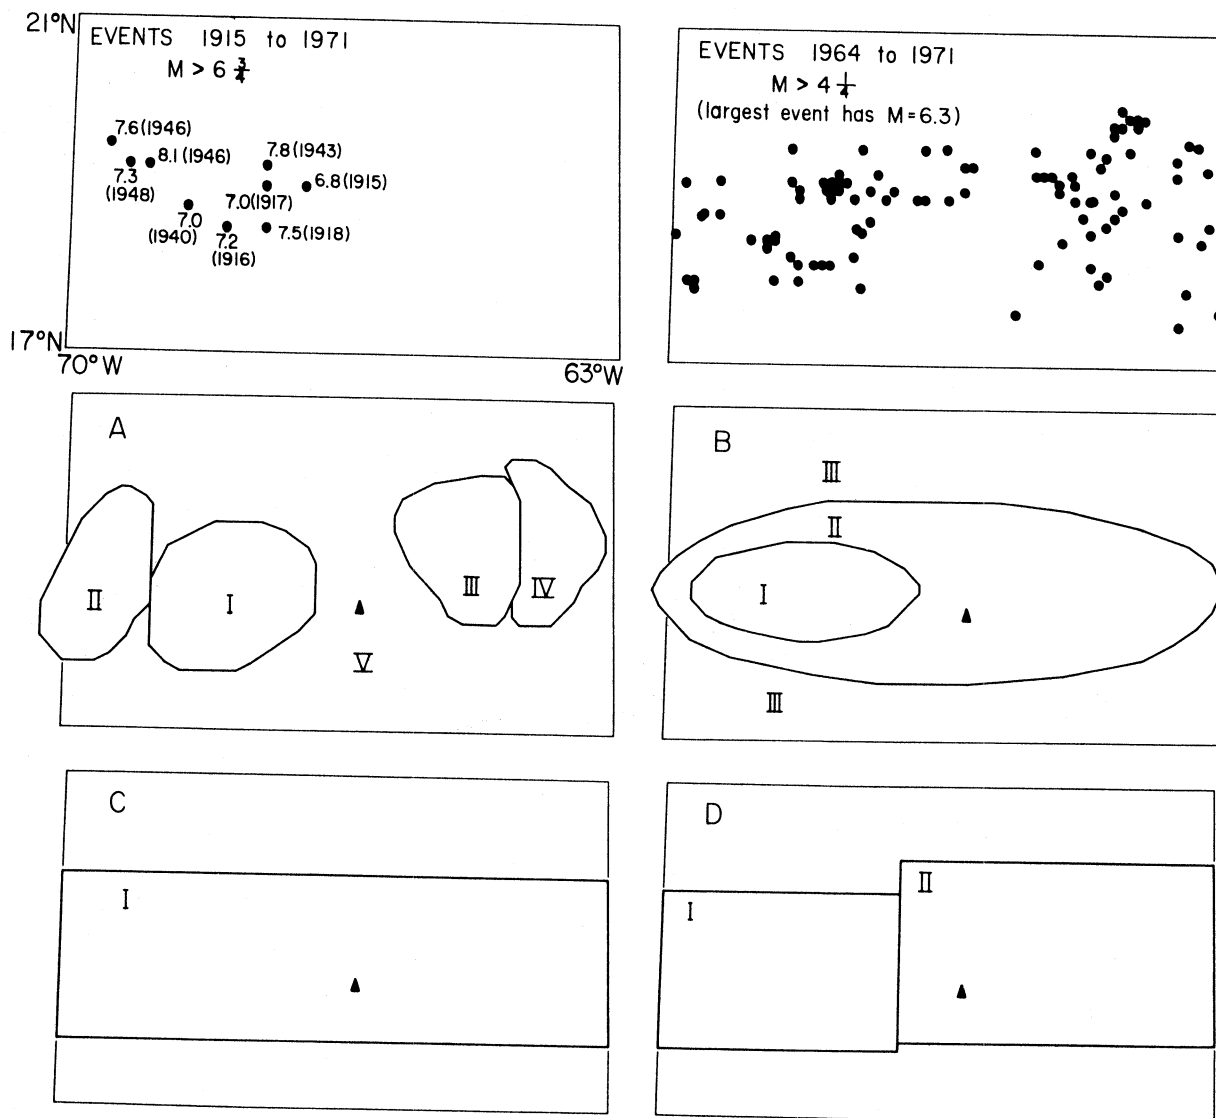 21°N
EVENTS 1915 to 1971
M > 6 3/4
7.6 (1946)
8.1 (1946)
7.3
(1948)
7.8 (1943)
6.8 (1915)
7.0 (1917)
7.0
(1940)
7.2
(1916)
7.5 (1918)
17°N
70°W
63°W
EVENTS 1964 to 1971
M > 4 1/4
(largest event has M = 6.3)
A
II
I
III
IV
V
B
III
II
I
III
C
I
D
I
II